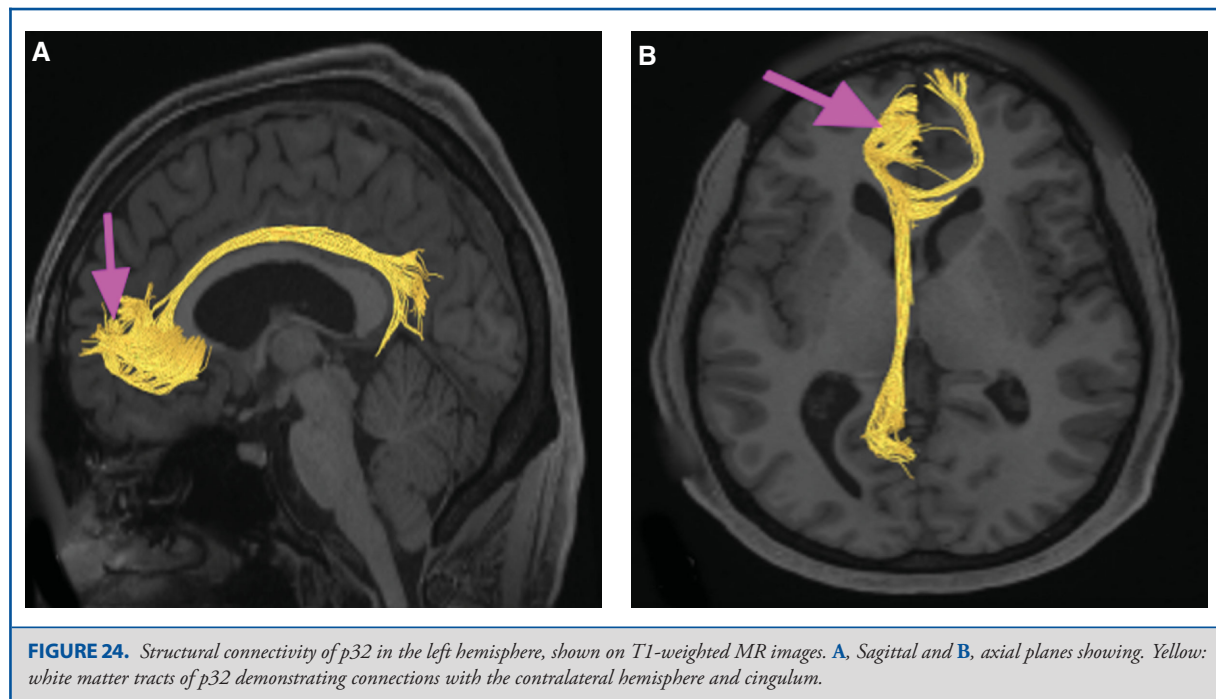 A
B
FIGURE 24. Structural connectivity of p32 in the left hemisphere, shown on T1-weighted MR images. A, Sagittal and B, axial planes showing. Yellow:
white matter tracts of p32 demonstrating connections with the contralateral hemisphere and cingulum.